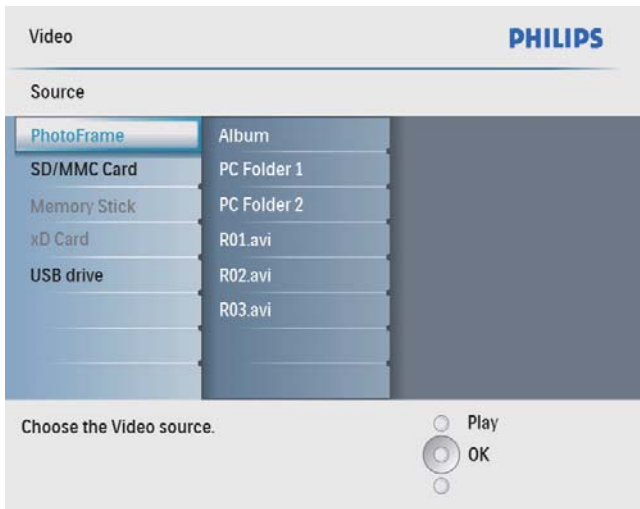 Video
PHILIPS
Source
PhotoFrame
Album
SD/MMC Card
PC Folder 1
Memory Stick
PC Folder 2
xD Card
R01.avi
USB drive
R02.avi
R03.avi
Choose the Video source.
Play
OK